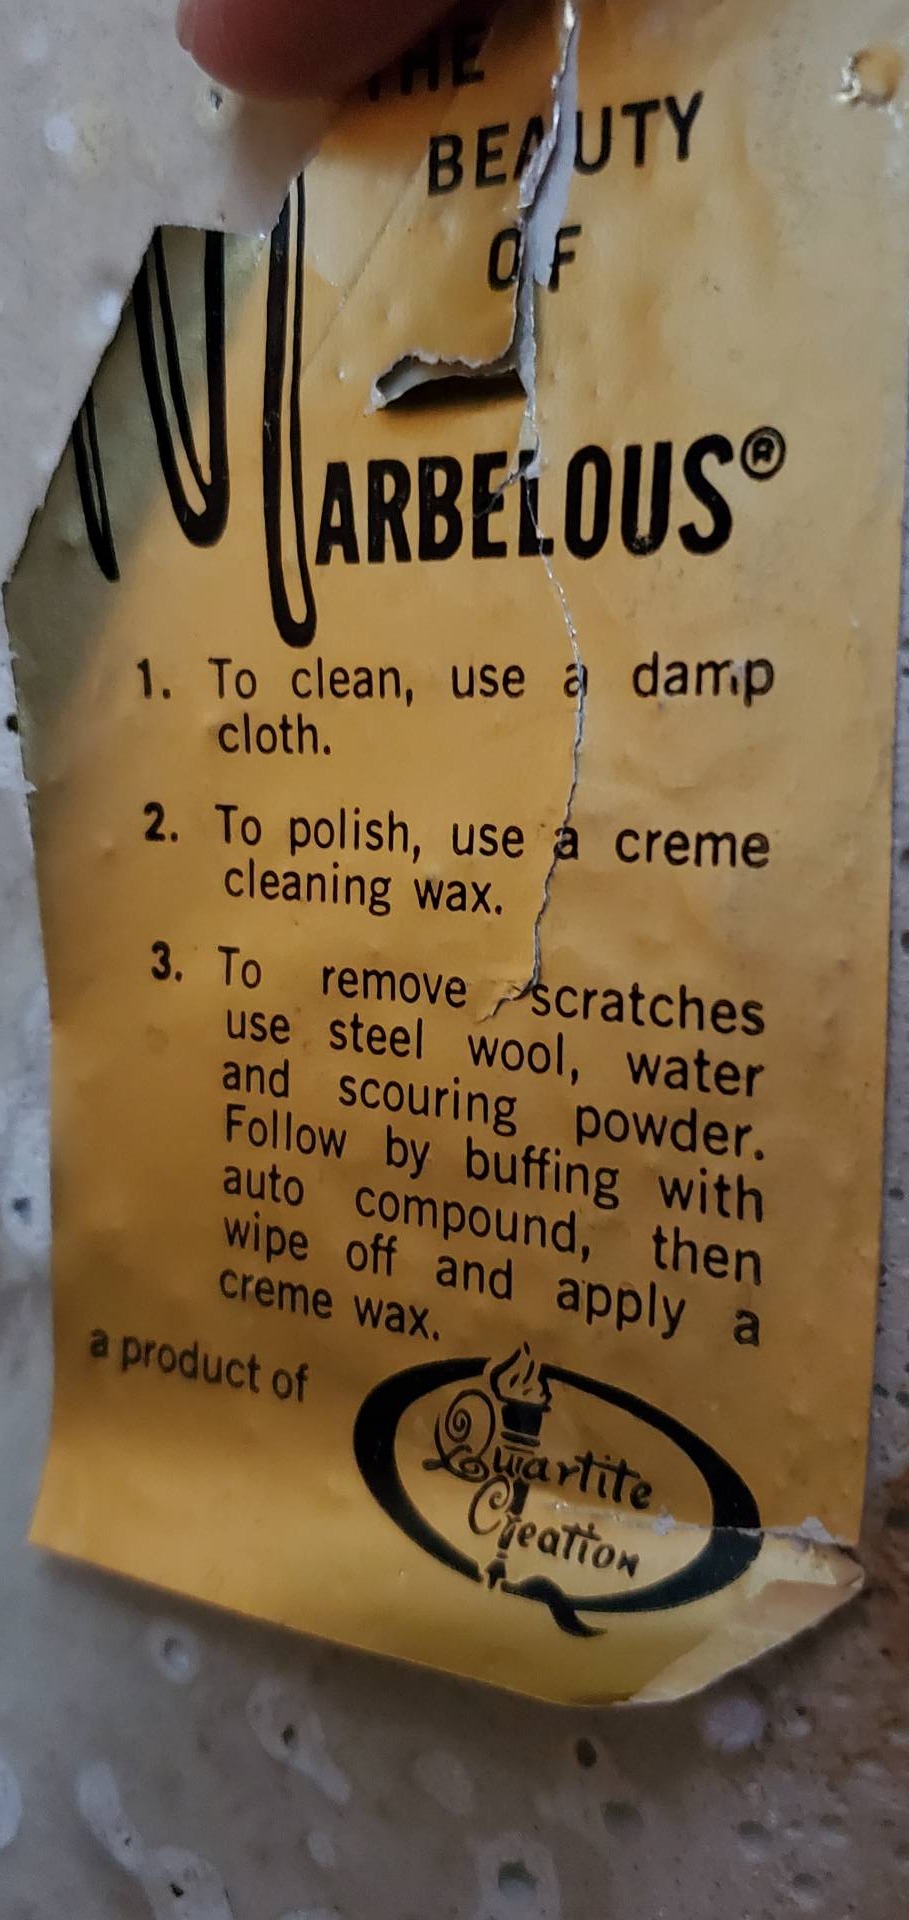 THE
BEAUTY
OF
MARBELOUS®
1. To clean, use a damp
cloth.
2. To polish, use a creme
cleaning wax.
3. To remove scratches
use steel wool, water
and scouring powder.
Follow by buffing with
auto compound, then
wipe off and apply a
creme wax.
a product of
Quartite
Creation